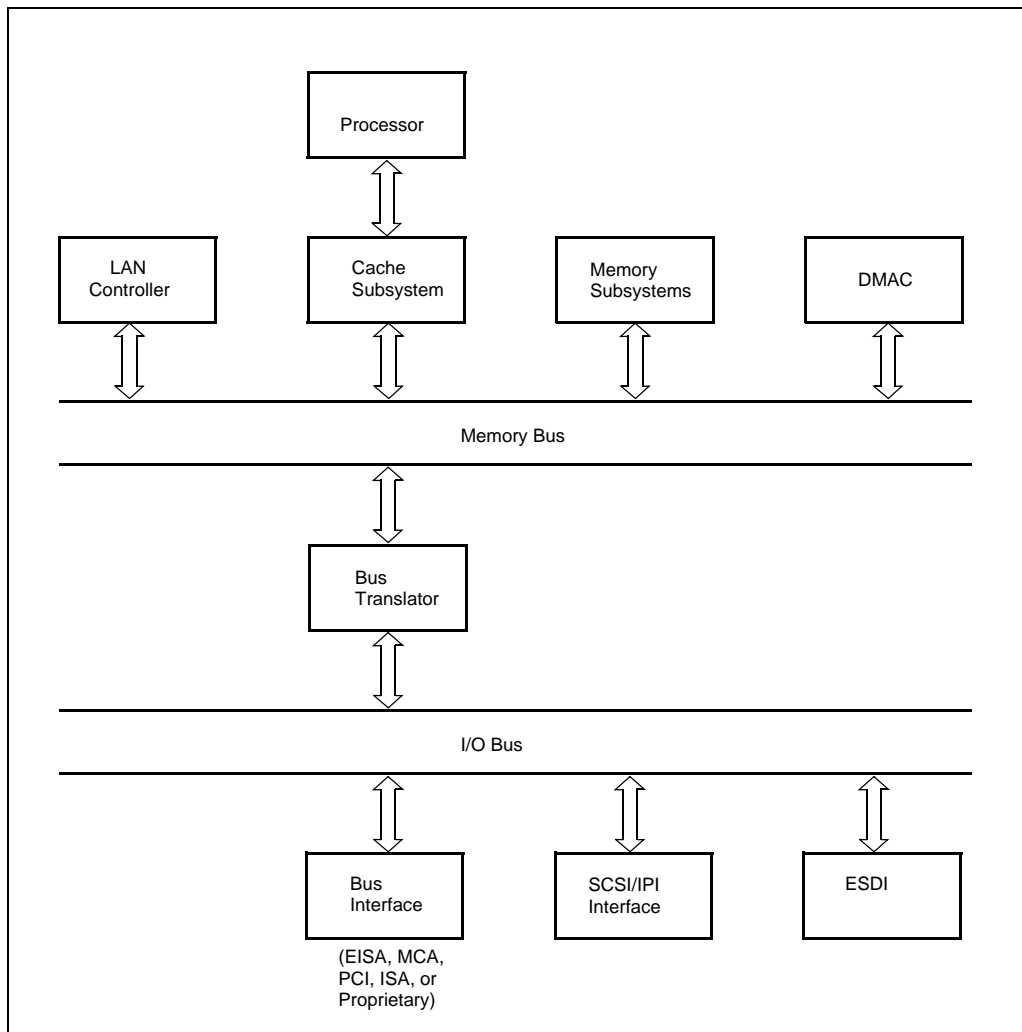 Processor
LAN
Controller
Cache
Subsystem
Memory
Subsystems
DMAC
Memory Bus
Bus
Translator
I/O Bus
Bus
Interface
SCSI/IPI
Interface
ESDI
(EISA, MCA,
PCI, ISA, or
Proprietary)